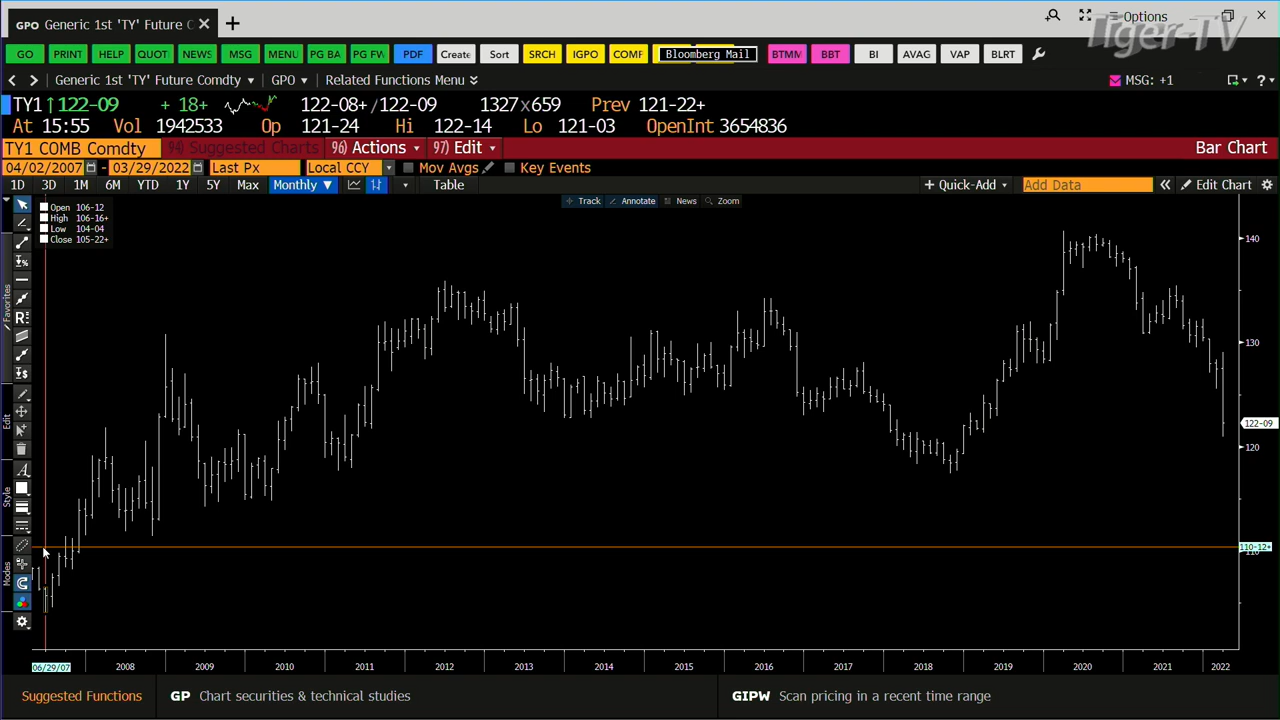 GPO Generic 1st 'TY' Future C
Options
Tiger-TV
GO PRINT HELP QUOT NEWS MSG MENU PG BA PG FW PDF Create Sort SRCH IGPO COMF Bloomberg Mail BTMM BBT BI AVAG VAP BLRT
Generic 1st 'TY' Future Comdty GPO Related Functions Menu MSG: +1 ?
TY1 ↑122-09 + 18+ 122-08+/122-09 1327x659 Prev 121-22+
At 15:55 Vol 1942533 Op 121-24 Hi 122-14 Lo 121-03 OpenInt 3654836
TY1 COMB Comdty 94) Suggested Charts 96) Actions 97) Edit Bar Chart
04/02/2007 - 03/29/2022 Last Px Local CCY Mov Avgs Key Events
1D 3D 1M 6M YTD 1Y 5Y Max Monthly ▼ Table + Quick-Add Add Data « Edit Chart
Track Annotate News Zoom
Open 106-12
High 106-16+
Low 104-04
Close 105-22+
Favorites
Edit
Style
Modes
140
130
122-09
120
110-12+
110
06/29/07 2008 2009 2010 2011 2012 2013 2014 2015 2016 2017 2018 2019 2020 2021 2022
Suggested Functions GP Chart securities & technical studies GIPW Scan pricing in a recent time range